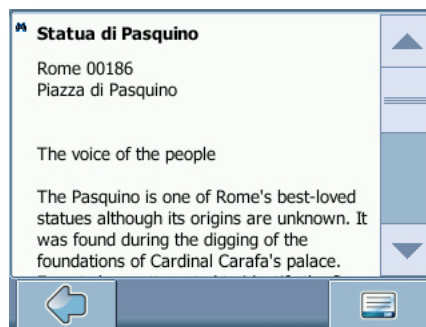 Statua di Pasquino
Rome 00186
Piazza di Pasquino
The voice of the people
The Pasquino is one of Rome's best-loved
statues although its origins are unknown. It
was found during the digging of the
foundations of Cardinal Carafa's palace.